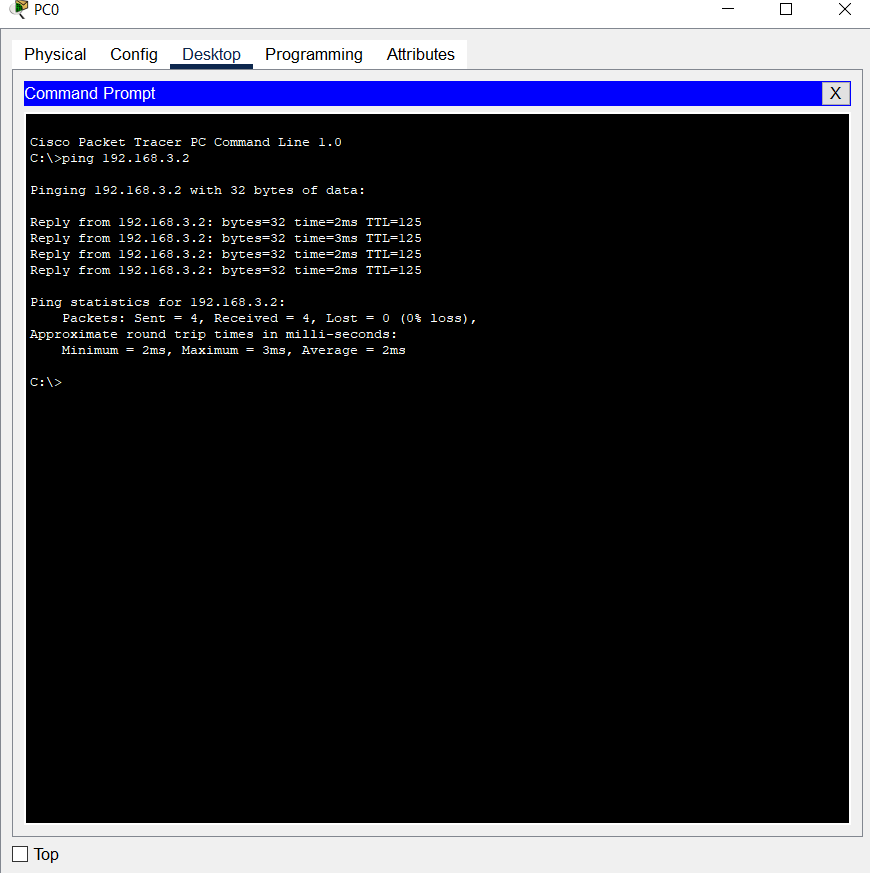 PC0
Physical Config Desktop Programming Attributes
Command Prompt X
Cisco Packet Tracer PC Command Line 1.0
C:\>ping 192.168.3.2
Pinging 192.168.3.2 with 32 bytes of data:
Reply from 192.168.3.2: bytes=32 time=2ms TTL=125
Reply from 192.168.3.2: bytes=32 time=3ms TTL=125
Reply from 192.168.3.2: bytes=32 time=2ms TTL=125
Reply from 192.168.3.2: bytes=32 time=2ms TTL=125
Ping statistics for 192.168.3.2:
    Packets: Sent = 4, Received = 4, Lost = 0 (0% loss),
Approximate round trip times in milli-seconds:
    Minimum = 2ms, Maximum = 3ms, Average = 2ms
C:\>
Top